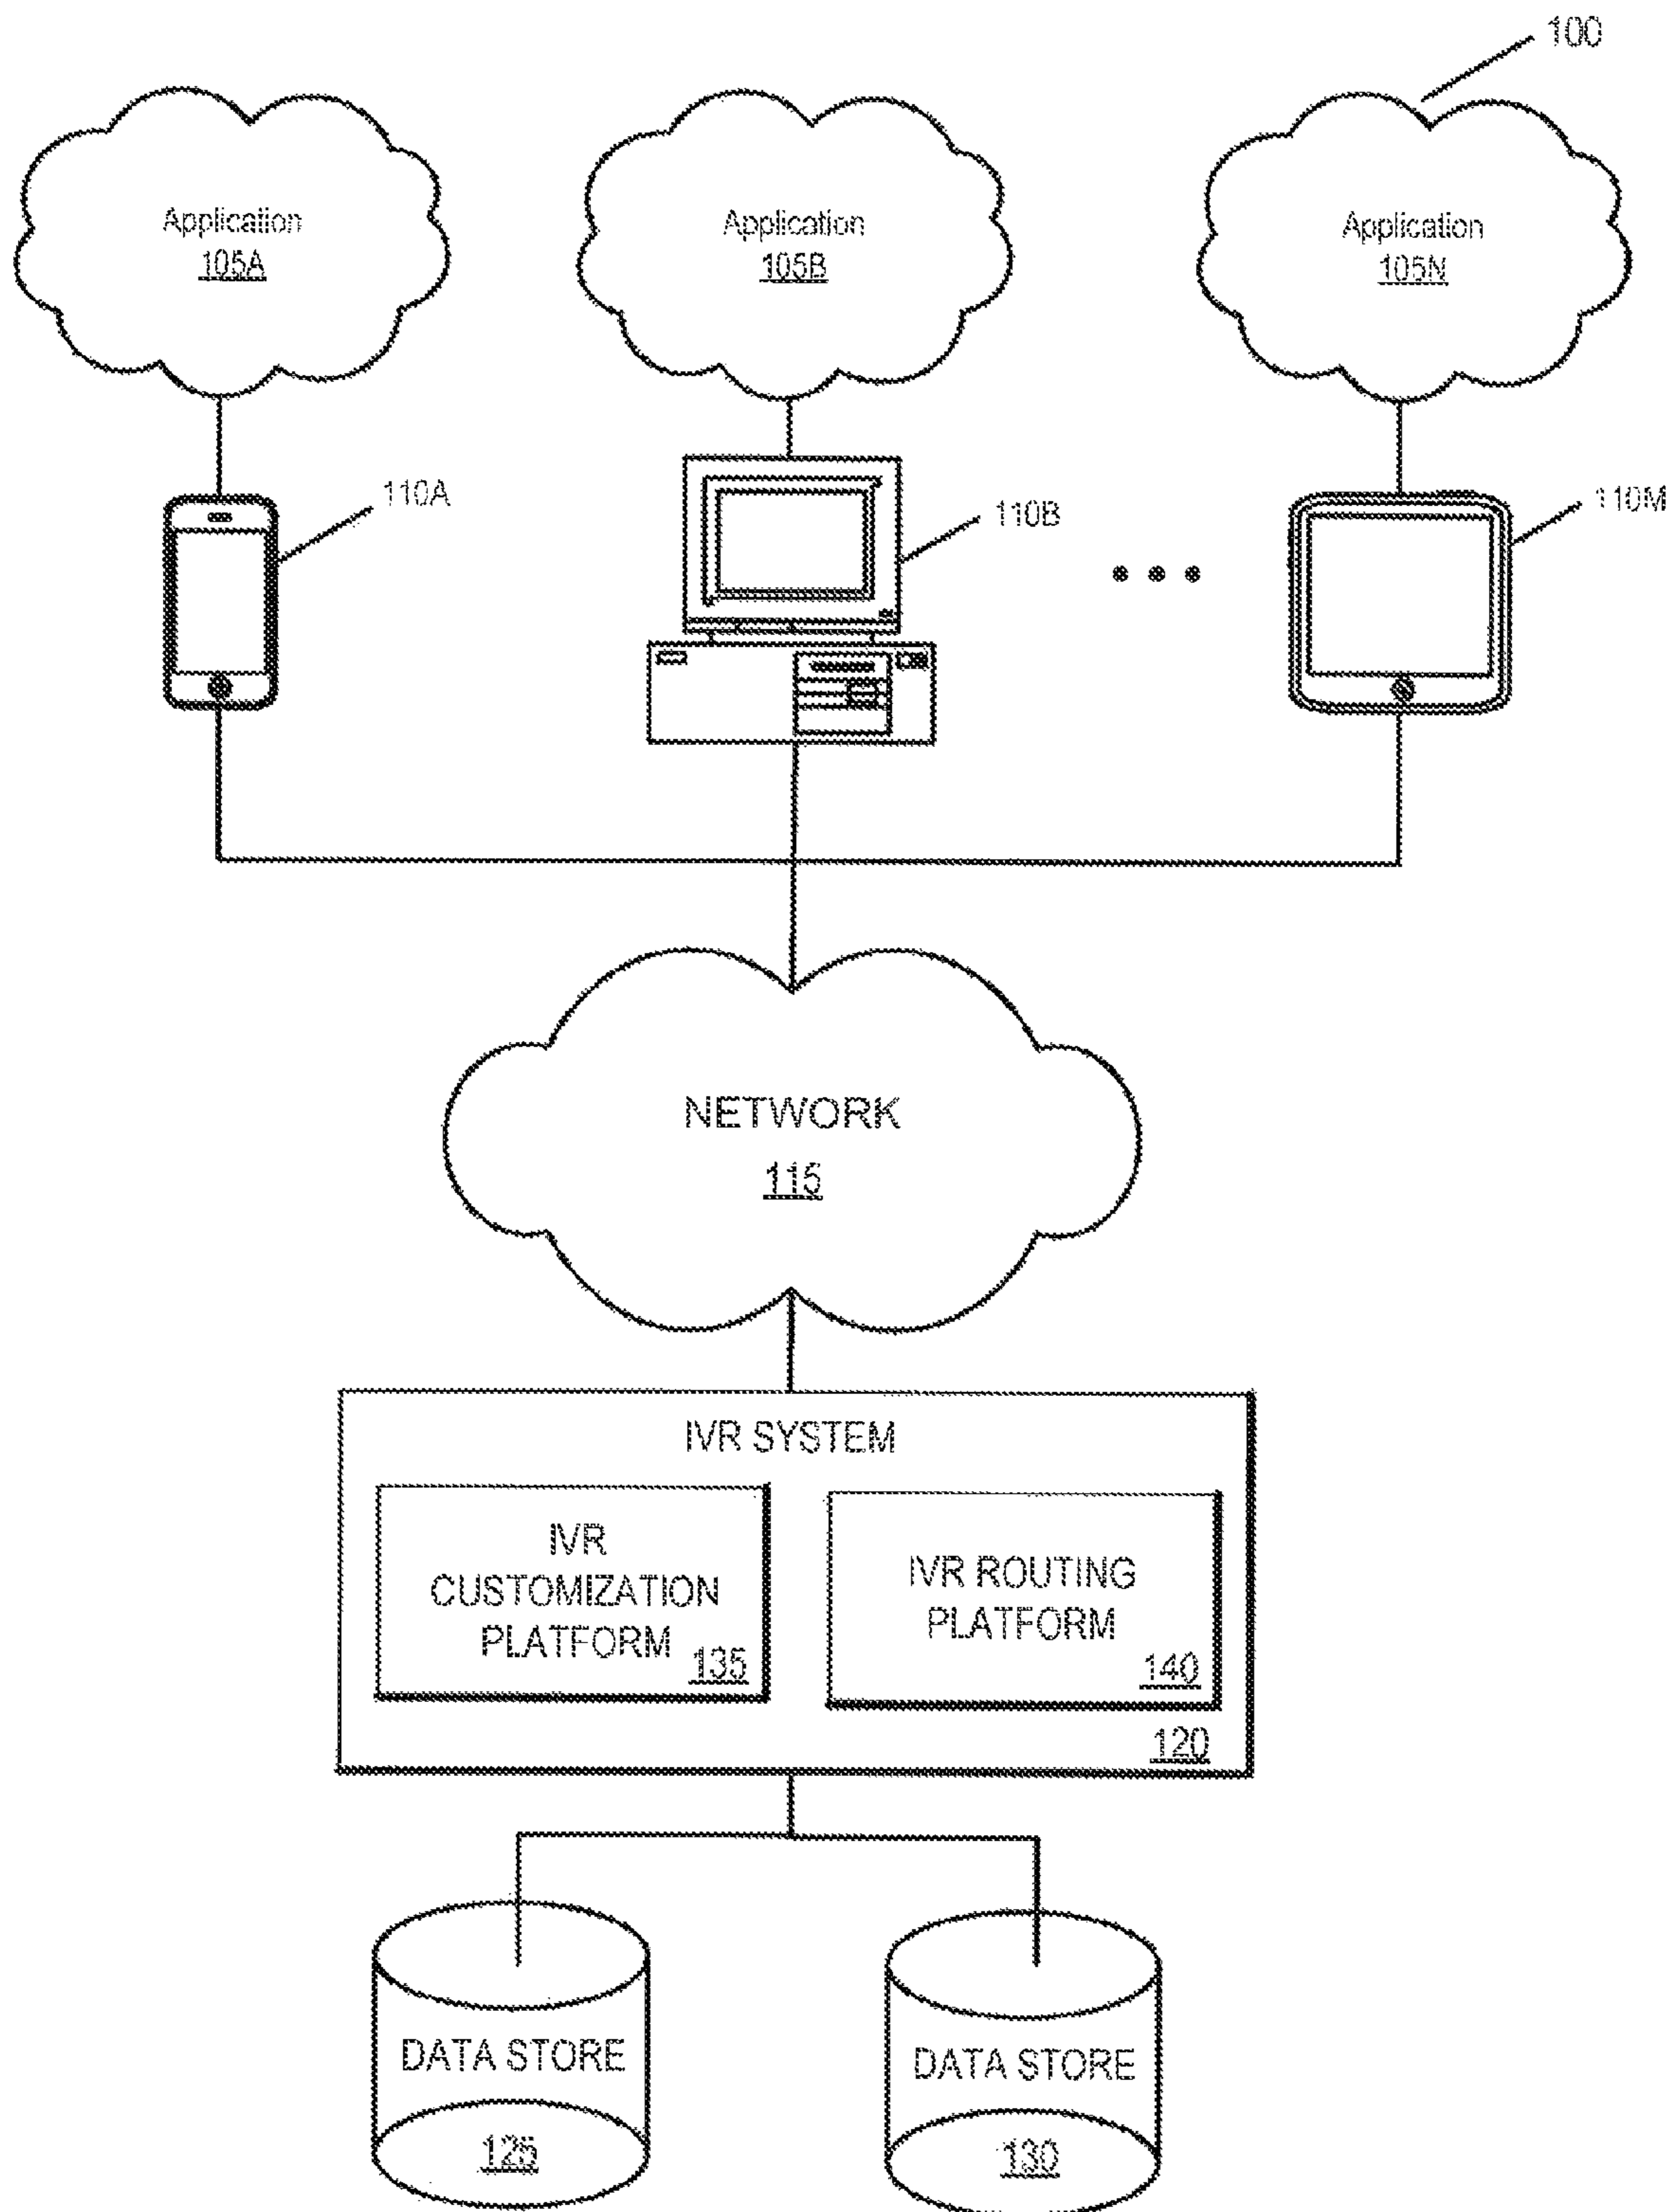 100
Application
105A
Application
105B
Application
105N
110A
110B
110M
NETWORK
115
IVR SYSTEM
IVR
CUSTOMIZATION
PLATFORM
135
IVR ROUTING
PLATFORM
140
120
DATA STORE
125
DATA STORE
130